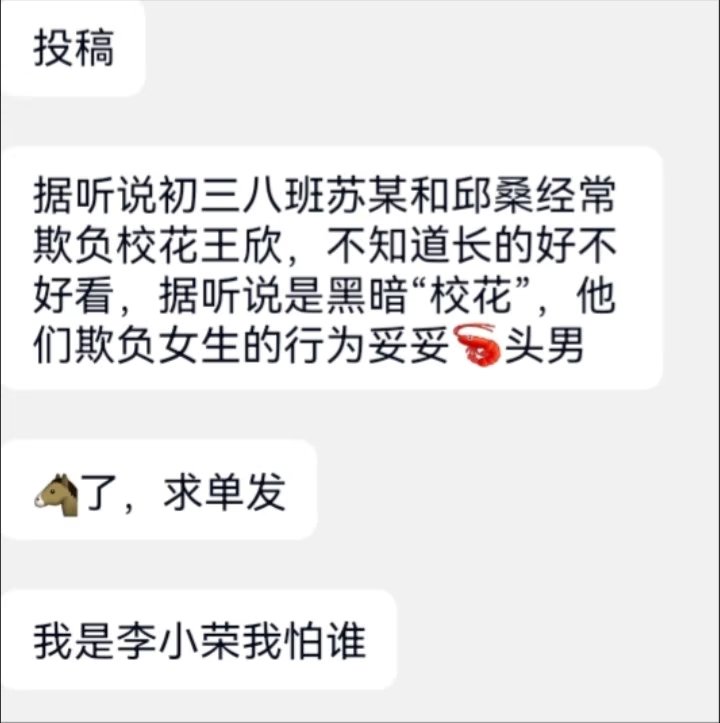 投稿
据听说初三八班苏某和邱桑经常
欺负校花王欣，不知道长的好不
好看，据听说是黑暗“校花”，他
们欺负女生的行为妥妥🦐头男
🐴了，求单发
我是李小荣我怕谁